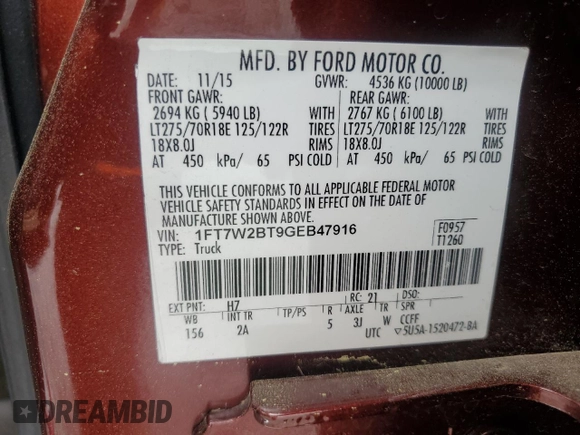 MFD. BY FORD MOTOR CO.
DATE: 11/15 GVWR: 4536 KG (10000 LB)
FRONT GAWR: REAR GAWR:
2694 KG ( 5940 LB) WITH 2767 KG ( 6100 LB) WITH
LT275/70R18E 125/122R TIRES LT275/70R18E 125/122R TIRES
18X8.0J RIMS 18X8.0J RIMS
AT 450 kPa/ 65 PSI COLD AT 450 kPa/ 65 PSI COLD
THIS VEHICLE CONFORMS TO ALL APPLICABLE FEDERAL MOTOR
VEHICLE SAFETY STANDARDS IN EFFECT ON THE DATE OF
MANUFACTURE SHOWN ABOVE.
VIN: 1FT7W2BT9GEB47916 F0957
TYPE: Truck T1260
EXT PNT: H7 RC: 21 DSO:
WB INT TR TP/PS R AXLE TR SPR
156 2A 5 3J W CCFF
UTC ▽5U5A-1520472-BA
DREAMBID